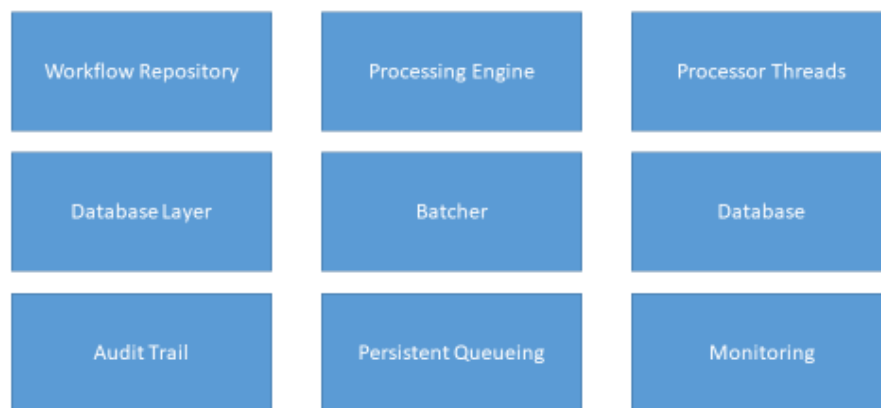 Workflow Repository
Processing Engine
Processor Threads
Database Layer
Batcher
Database
Audit Trail
Persistent Queueing
Monitoring